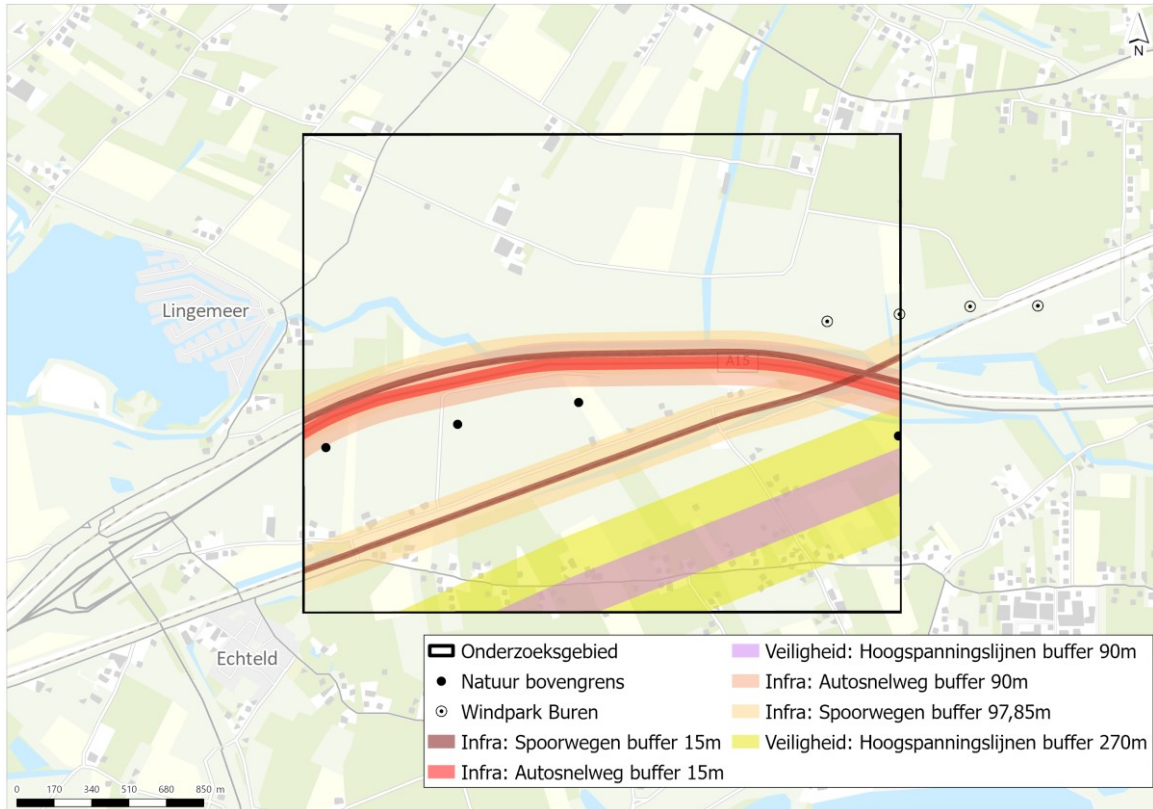 N
Lingemeer
A15
Echteld
Onderzoeksgebied
Natuur bovengrens
Windpark Buren
Infra: Spoorwegen buffer 15m
Infra: Autosnelweg buffer 15m
Veiligheid: Hoogspanningslijnen buffer 90m
Infra: Autosnelweg buffer 90m
Infra: Spoorwegen buffer 97,85m
Veiligheid: Hoogspanningslijnen buffer 270m
0 170 340 510 680 850 m